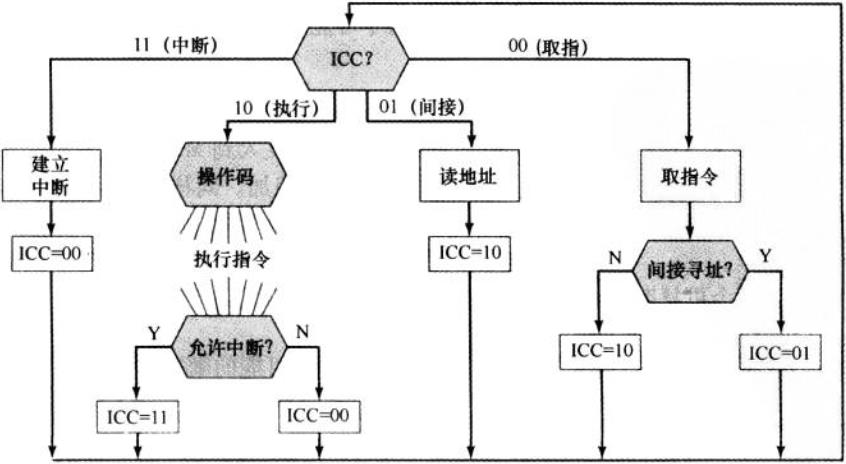 11 (中断)
ICC?
00 (取指)
10 (执行)
01 (间接)
建立
中断
操作码
读地址
取指令
ICC=00
执行指令
ICC=10
N
间接寻址?
Y
Y
允许中断?
N
ICC=10
ICC=01
ICC=11
ICC=00